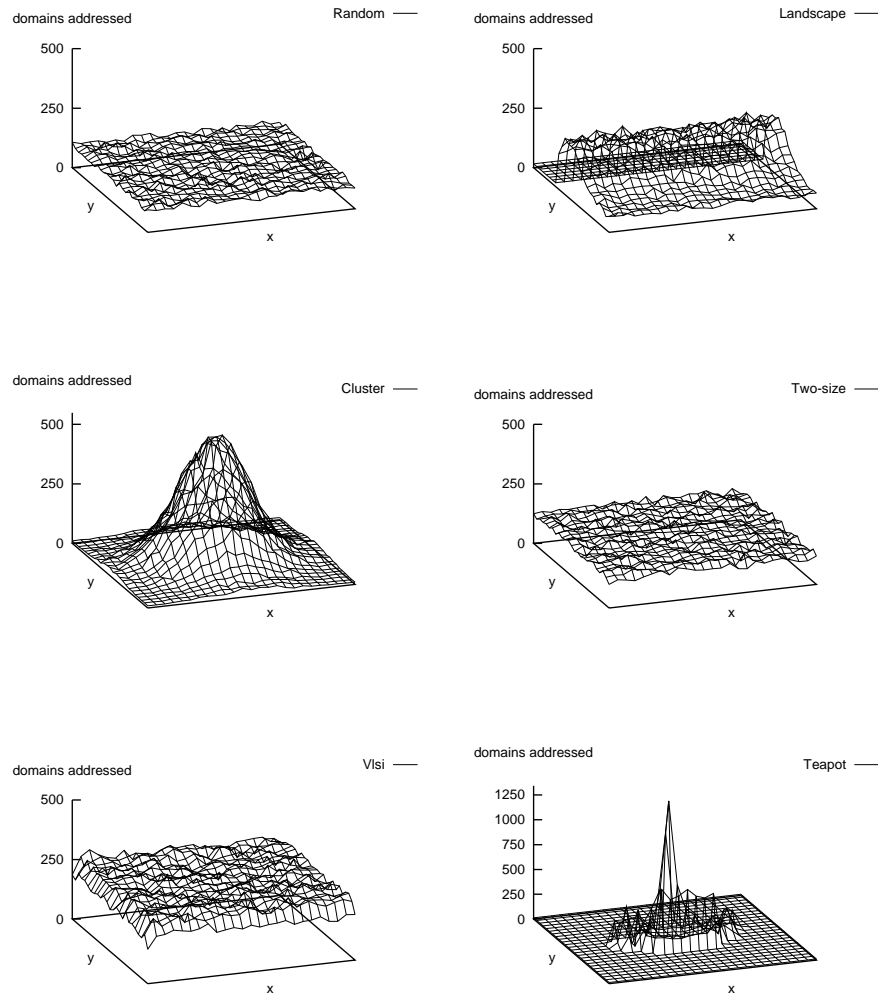 domains addressed
Random
500
250
0
y
x
domains addressed
Landscape
500
250
0
y
x
domains addressed
Cluster
500
250
0
y
x
domains addressed
Two-size
500
250
0
y
x
domains addressed
Vlsi
500
250
0
y
x
domains addressed
Teapot
1250
1000
750
500
250
0
y
x